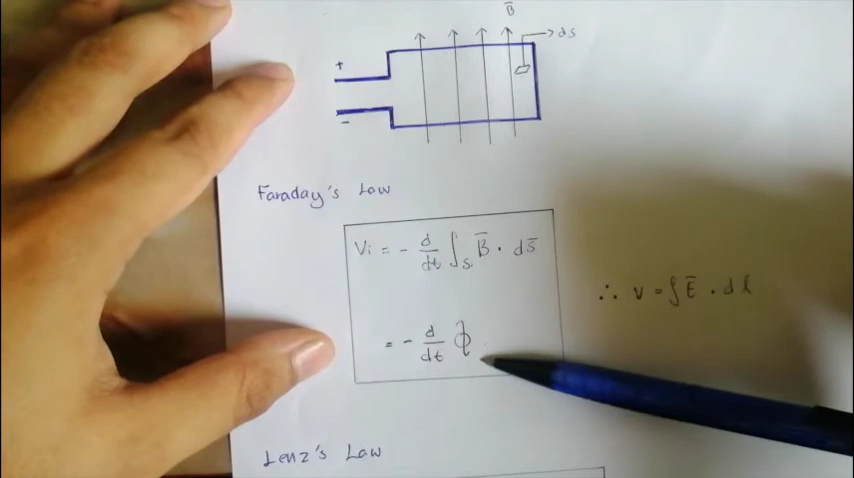 B̅
+
→ ds
-
Faraday's Law
Vi = - d/dt ∫s B̅ · ds̅
= - d/dt ϕ
∴ v = ∫ E̅ · dl
Lenz's Law